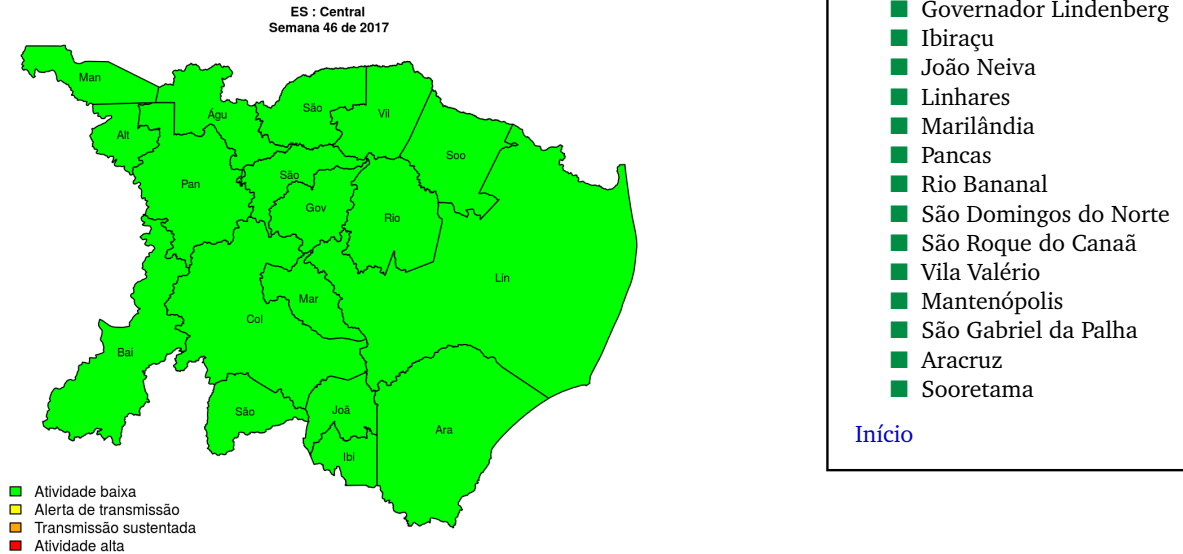 ES : Central
Semana 46 de 2017
Man
Alt
Águ
São
Vil
Soo
Pan
São
Gov
Rio
Lin
Mar
Col
Bai
São
Joã
Ibi
Ara
Atividade baixa
Alerta de transmissão
Transmissão sustentada
Atividade alta
Governador Lindenberg
Ibiraçu
João Neiva
Linhares
Marilândia
Pancas
Rio Bananal
São Domingos do Norte
São Roque do Canaã
Vila Valério
Mantenópolis
São Gabriel da Palha
Aracruz
Sooretama
Início